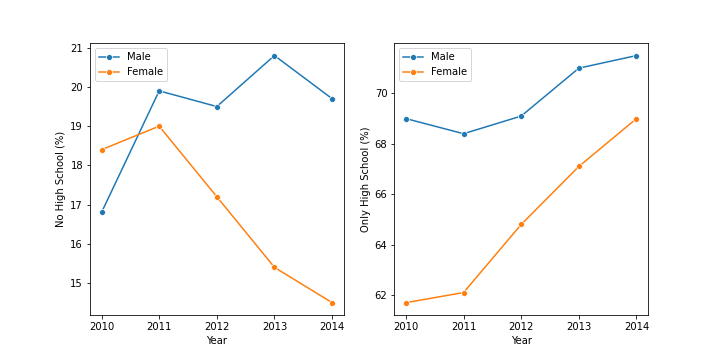 Male
Female
21
20
19
18
17
16
15
No High School (%)
2010 2011 2012 2013 2014
Year
Male
Female
70
68
66
64
62
Only High School (%)
2010 2011 2012 2013 2014
Year